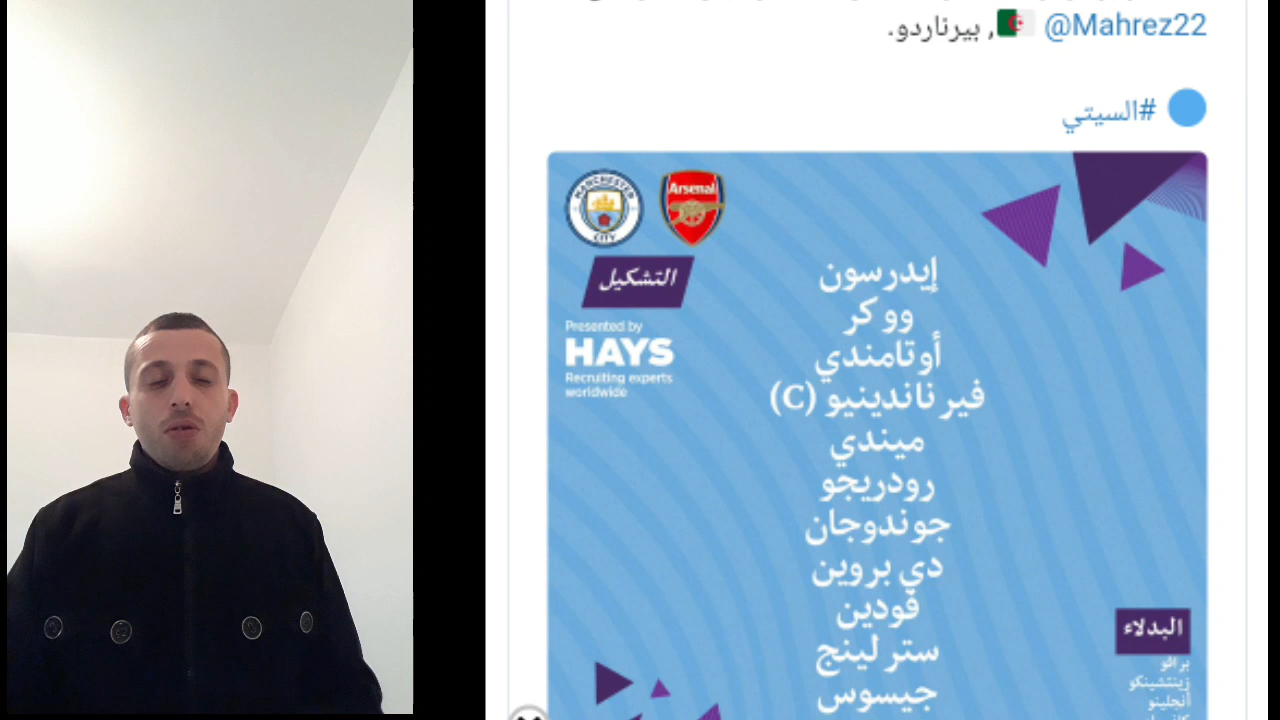 @Mahrez22 , بيرناردو.
#السيتي
MANCHESTER
CITY
Arsenal
التشكيل
Presented by
HAYS
Recruiting experts
worldwide
إيدرسون
ووكر
أوتامندي
فيرناندينيو (C)
ميندي
رودريجو
جوندوجان
دي بروين
فودين
سترلينج
جيسوس
البدلاء
برافو
زينتشينكو
أنجلينو